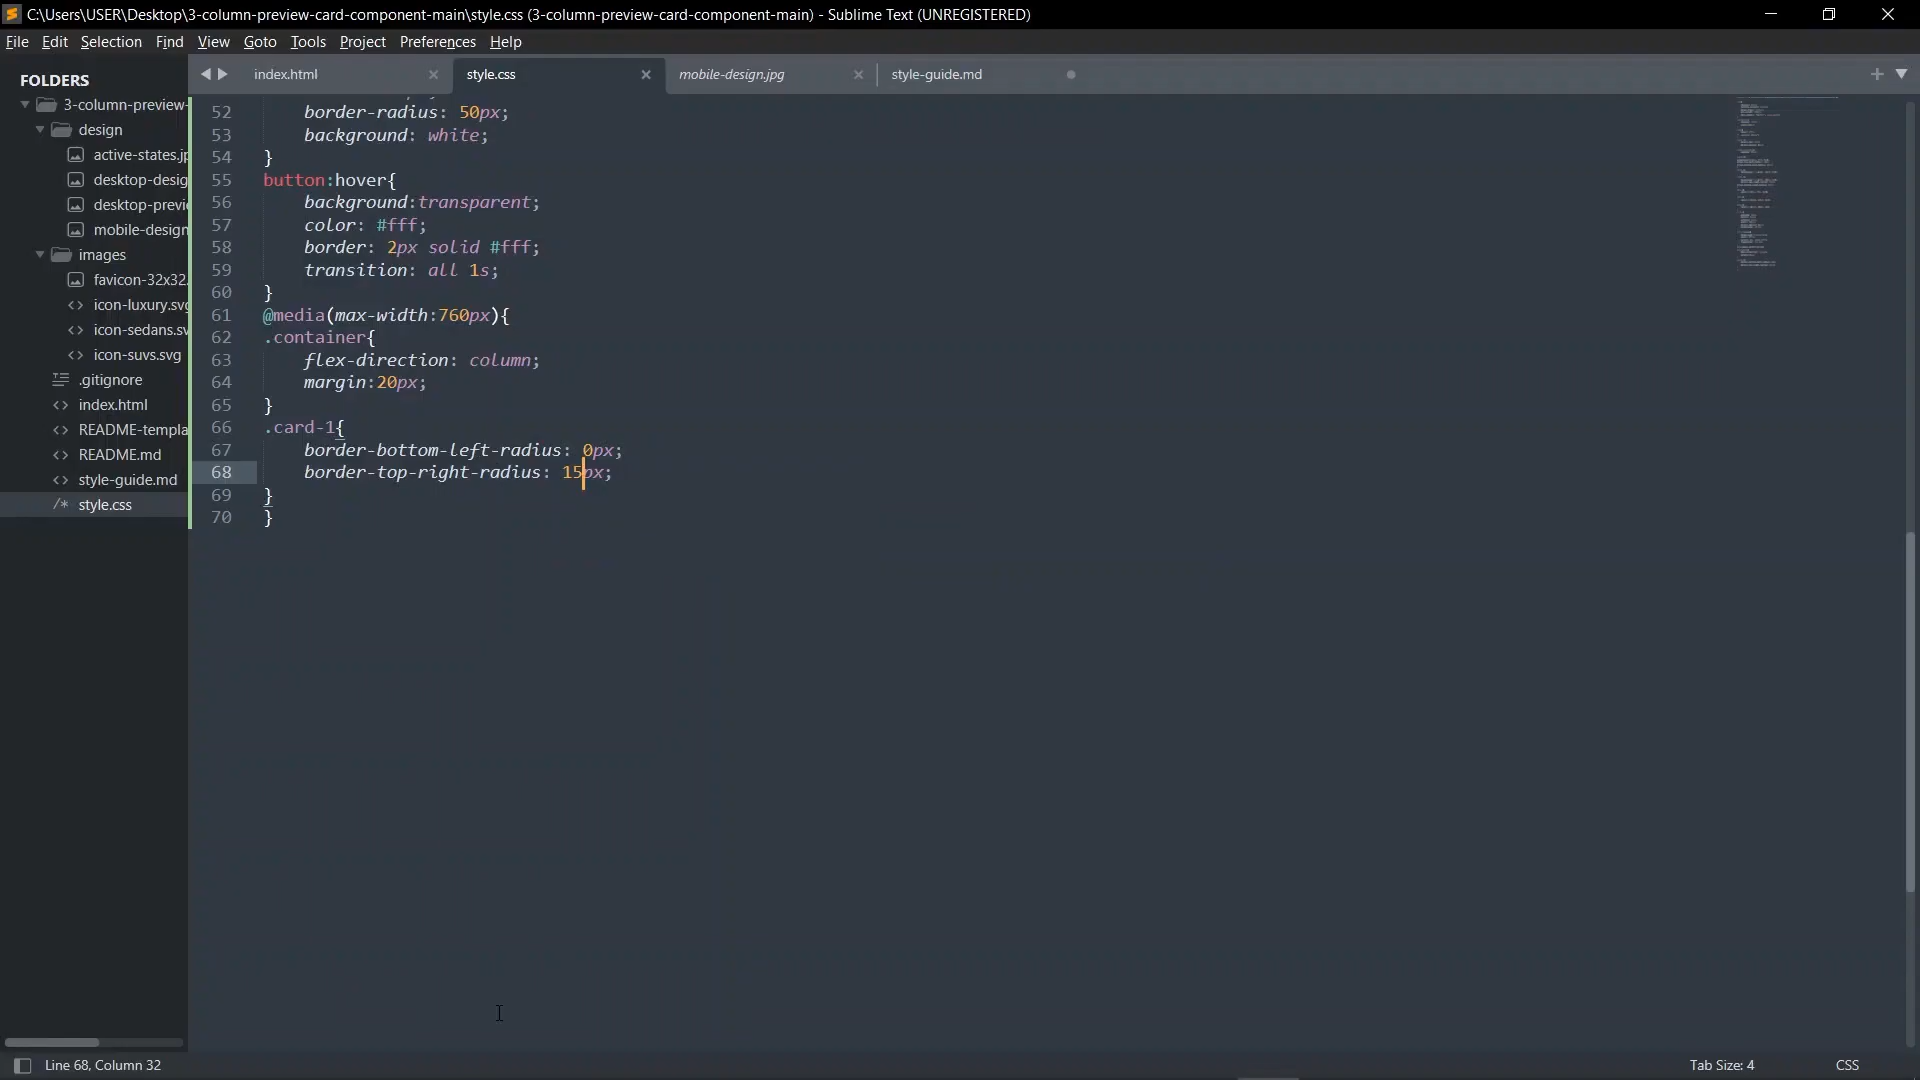 C:\Users\USER\Desktop\3-column-preview-card-component-main\style.css (3-column-preview-card-component-main) - Sublime Text (UNREGISTERED)
File Edit Selection Find View Goto Tools Project Preferences Help
FOLDERS
3-column-preview-
design
active-states.jp
desktop-desig
desktop-previe
mobile-design
images
favicon-32x32.
icon-luxury.svg
icon-sedans.sv
icon-suvs.svg
.gitignore
index.html
README-templa
README.md
style-guide.md
/* style.css
index.html style.css mobile-design.jpg style-guide.md
52 border-radius: 50px;
53 background: white;
54 }
55 button:hover{
56 background:transparent;
57 color: #fff;
58 border: 2px solid #fff;
59 transition: all 1s;
60 }
61 @media(max-width:760px){
62 .container{
63 flex-direction: column;
64 margin:20px;
65 }
66 .card-1{
67 border-bottom-left-radius: 0px;
68 border-top-right-radius: 15px;
69 }
70 }
Line 68, Column 32 Tab Size: 4 CSS